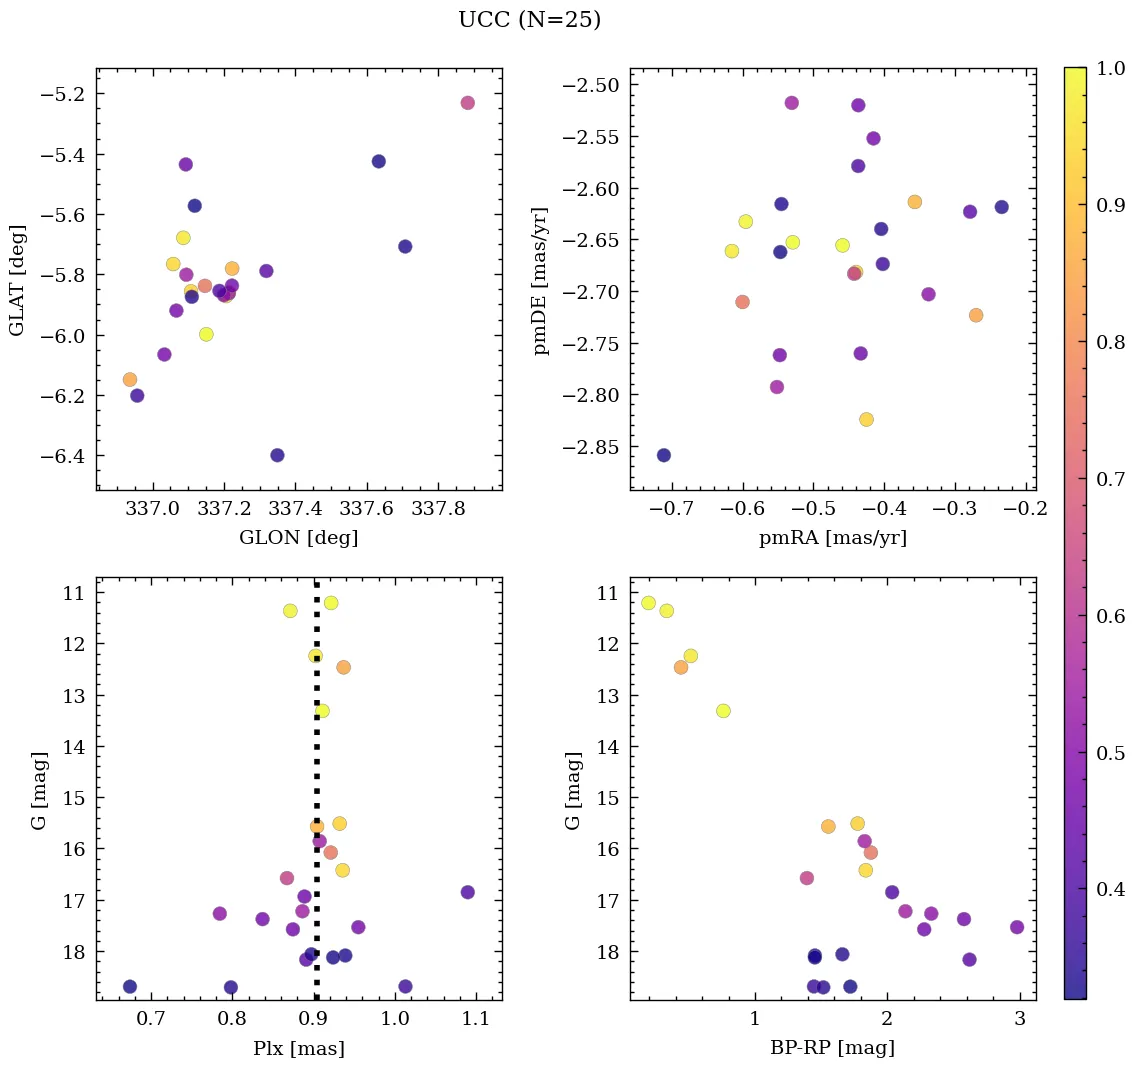 UCC (N=25)
−5.2
−5.4
−5.6
−5.8
−6.0
−6.2
−6.4
GLAT [deg]
337.0 337.2 337.4 337.6 337.8
GLON [deg]
−2.50
−2.55
−2.60
−2.65
−2.70
−2.75
−2.80
−2.85
pmDE [mas/yr]
−0.7 −0.6 −0.5 −0.4 −0.3 −0.2
pmRA [mas/yr]
1.0
0.9
0.8
0.7
0.6
0.5
0.4
11
12
13
14
15
16
17
18
G [mag]
0.7 0.8 0.9 1.0 1.1
Plx [mas]
11
12
13
14
15
16
17
18
G [mag]
1 2 3
BP-RP [mag]